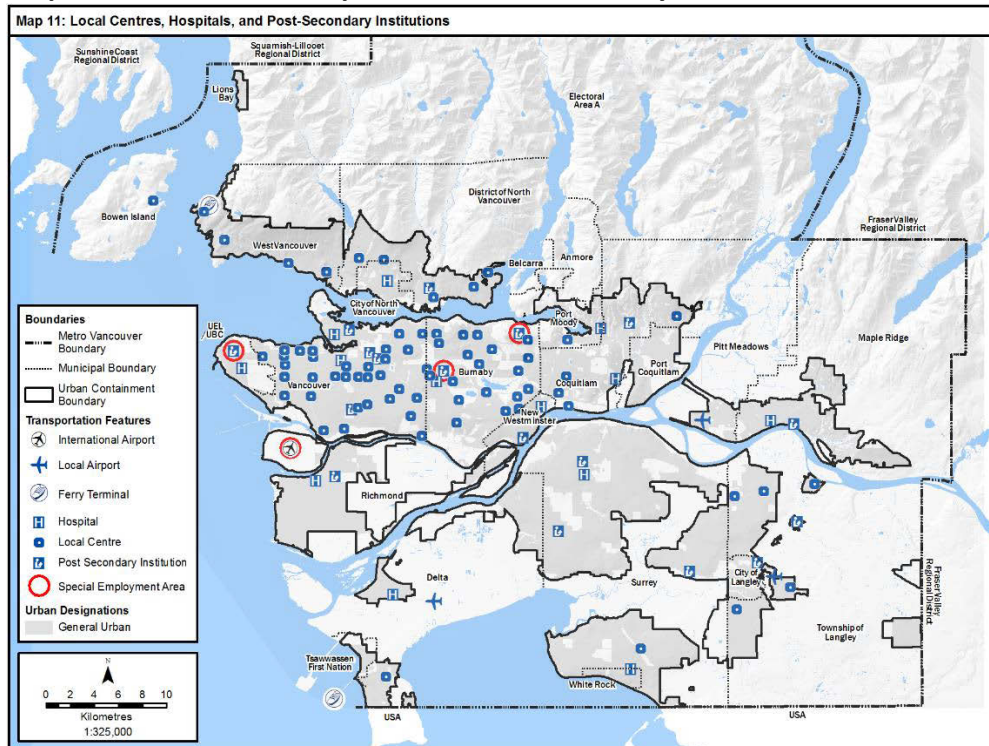 Map 11: Local Centres, Hospitals, and Post-Secondary Institutions
Sunshine Coast
Regional District
Squamish-Lillooet
Regional District
Lions
Bay
Electoral
Area A
Bowen Island
District of North
Vancouver
Fraser Valley
Regional District
West Vancouver
Belcarra
Anmore
City of North
Vancouver
Port
Moody
UEL
/UBC
Pitt Meadows
Maple Ridge
Vancouver
Burnaby
Coquitlam
Port
Coquitlam
New
Westminster
Richmond
Delta
Surrey
City of
Langley
Township of
Langley
Fraser Valley
Regional District
Tsawwassen
First Nation
White Rock
USA
USA
Boundaries
Metro Vancouver
Boundary
Municipal Boundary
Urban Containment
Boundary
Transportation Features
International Airport
Local Airport
Ferry Terminal
H Hospital
Local Centre
Post Secondary Institution
Special Employment Area
Urban Designations
General Urban
N
0 2 4 6 8 10
Kilometres
1:325,000